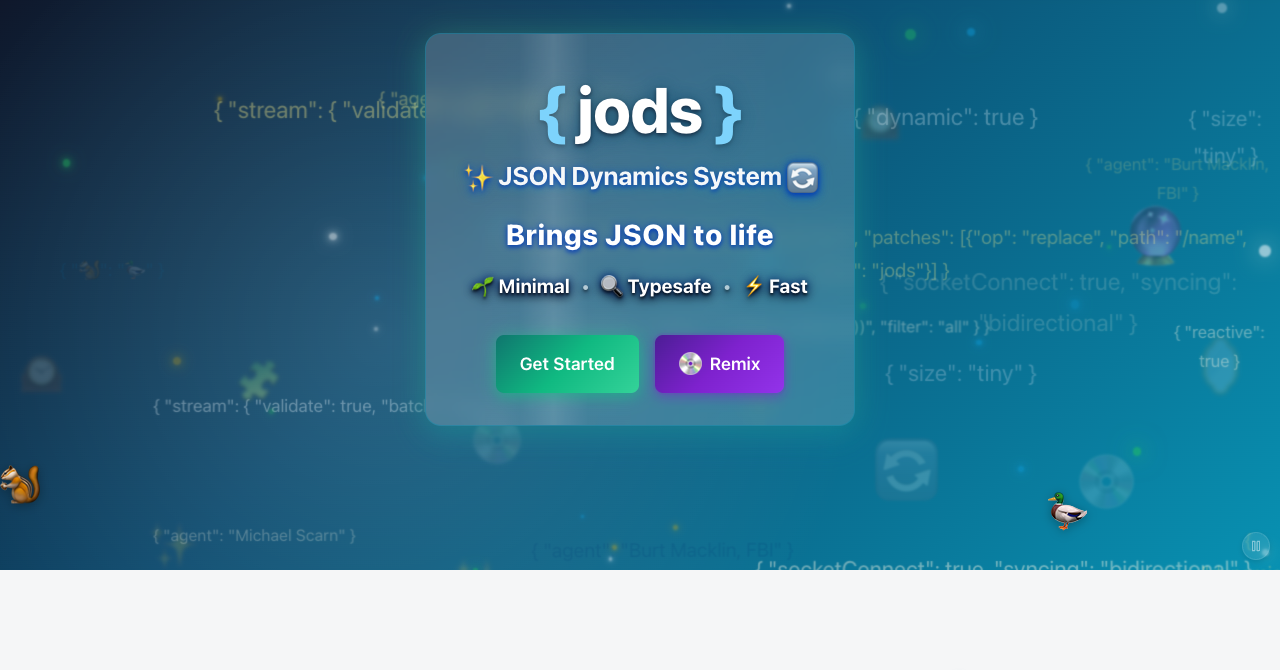 { jods }
JSON Dynamics System
Brings JSON to life
Minimal • Typesafe • Fast
Get Started
Remix
{ "stream": { "validate
{ "age
{ "dynamic": true }
{ "size":
"tiny" }
{ "agent": "Burt Macklin,
FBI" }
, "patches": [{"op": "replace", "path": "/name",
": "jods"}] }
{ "socketConnect": true, "syncing":
"bidirectional" }
)", "filter": "all" } }
{ "reactive":
true }
{ "size": "tiny" }
{ "stream": { "validate": true, "batc
{ "agent": "Michael Scarn" }
{ "agent": "Burt Macklin, FBI" }
{ "socketConnect": true, "syncing": "bidirectional" }